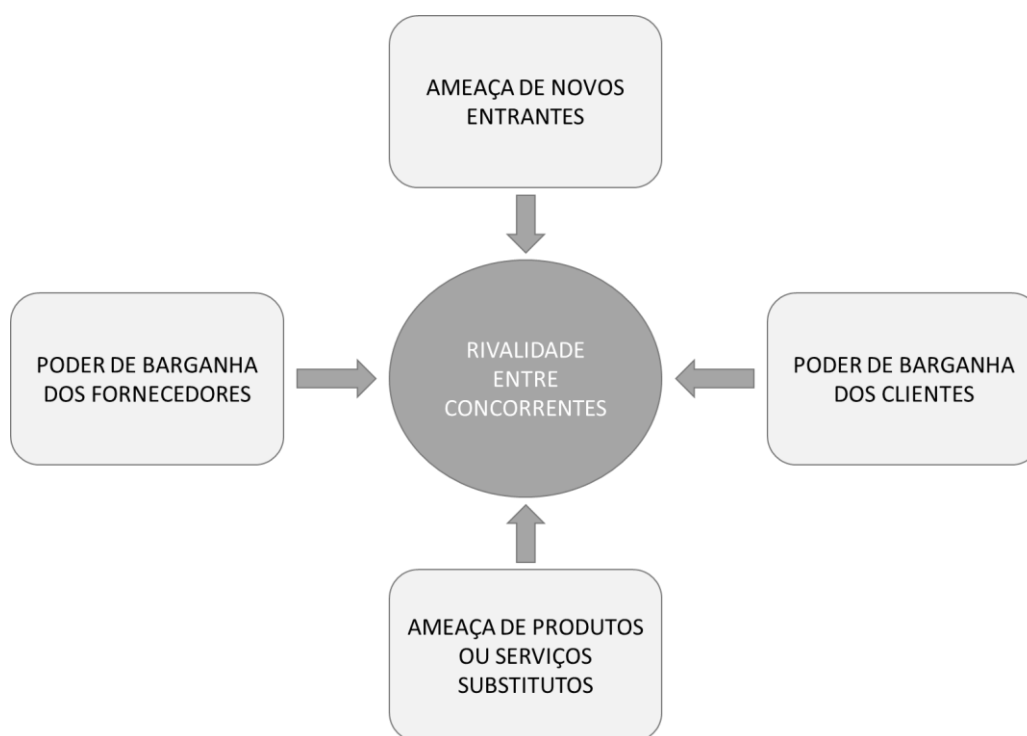 AMEAÇA DE NOVOS
ENTRANTES
PODER DE BARGANHA
DOS FORNECEDORES
RIVALIDADE
ENTRE
CONCORRENTES
PODER DE BARGANHA
DOS CLIENTES
AMEAÇA DE PRODUTOS
OU SERVIÇOS
SUBSTITUTOS